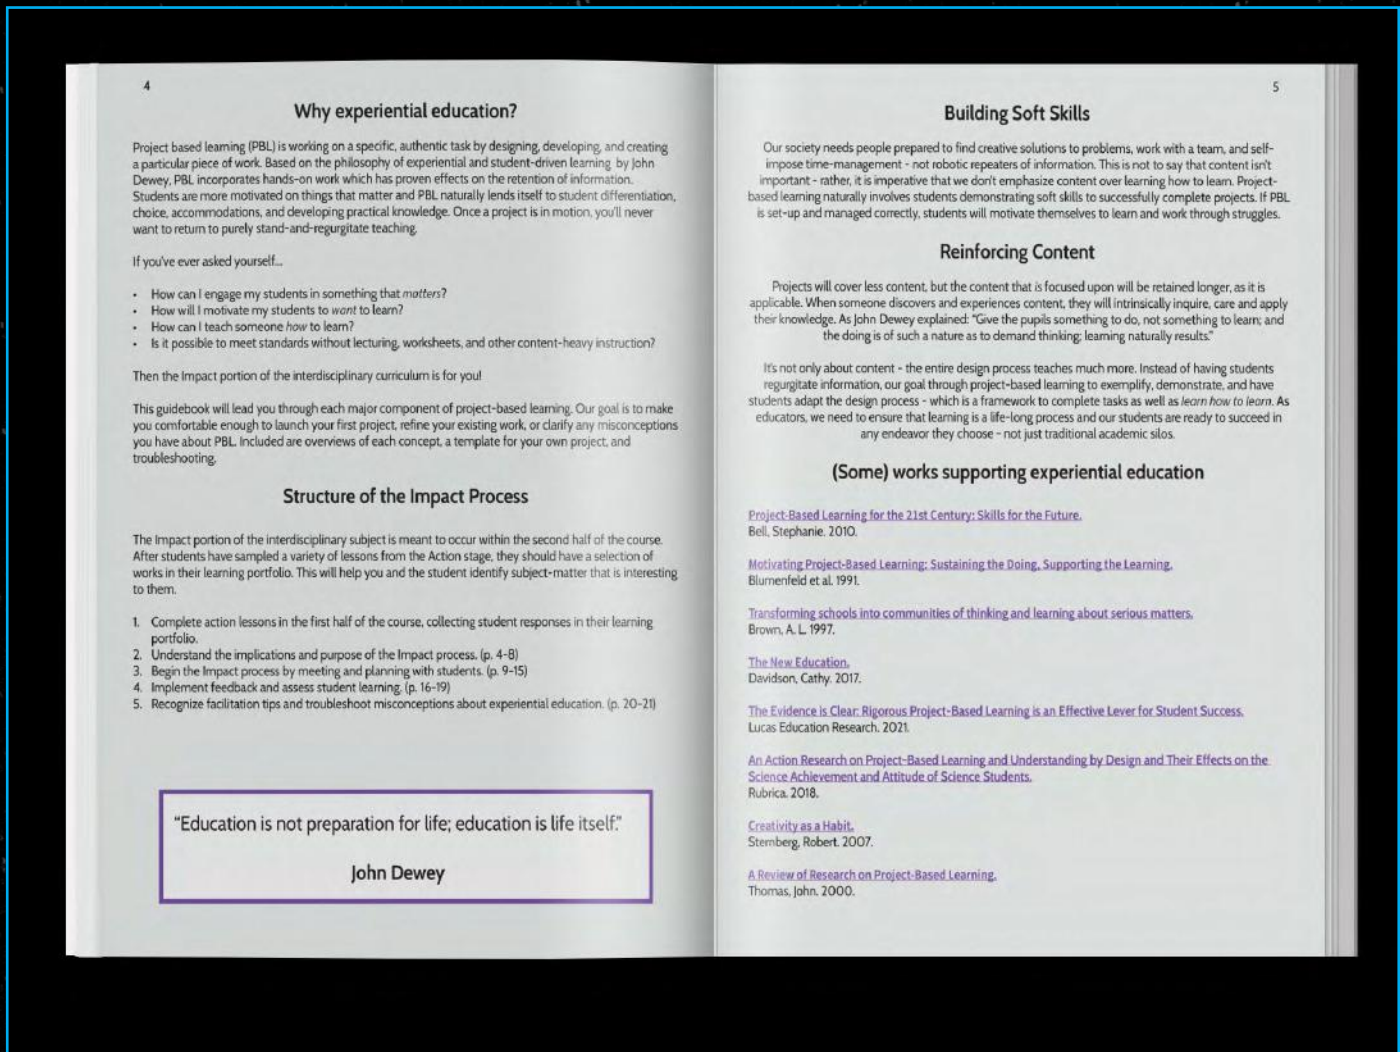 4
Why experiential education?
Project based learning (PBL) is working on a specific, authentic task by designing, developing, and creating
a particular piece of work. Based on the philosophy of experiential and student-driven learning by John
Dewey, PBL incorporates hands-on work which has proven effects on the retention of information.
Students are more motivated on things that matter and PBL naturally lends itself to student differentiation,
choice, accommodations, and developing practical knowledge. Once a project is in motion, you'll never
want to return to purely stand-and-regurgitate teaching.
If you've ever asked yourself...
• How can I engage my students in something that matters?
• How will I motivate my students to want to learn?
• How can I teach someone how to learn?
• Is it possible to meet standards without lecturing, worksheets, and other content-heavy instruction?
Then the Impact portion of the interdisciplinary curriculum is for you!
This guidebook will lead you through each major component of project-based learning. Our goal is to make
you comfortable enough to launch your first project, refine your existing work, or clarify any misconceptions
you have about PBL. Included are overviews of each concept, a template for your own project, and
troubleshooting.
Structure of the Impact Process
The Impact portion of the interdisciplinary subject is meant to occur within the second half of the course.
After students have sampled a variety of lessons from the Action stage, they should have a selection of
works in their learning portfolio. This will help you and the student identify subject-matter that is interesting
to them.
1. Complete action lessons in the first half of the course, collecting student responses in their learning
portfolio.
2. Understand the implications and purpose of the Impact process. (p. 4-8)
3. Begin the Impact process by meeting and planning with students. (p. 9-15)
4. Implement feedback and assess student learning. (p. 16-19)
5. Recognize facilitation tips and troubleshoot misconceptions about experiential education. (p. 20-21)
"Education is not preparation for life; education is life itself."
John Dewey
5
Building Soft Skills
Our society needs people prepared to find creative solutions to problems, work with a team, and self-
impose time-management - not robotic repeaters of information. This is not to say that content isn't
important - rather, it is imperative that we don't emphasize content over learning how to learn. Project-
based learning naturally involves students demonstrating soft skills to successfully complete projects. If PBL
is set-up and managed correctly, students will motivate themselves to learn and work through struggles.
Reinforcing Content
Projects will cover less content, but the content that is focused upon will be retained longer, as it is
applicable. When someone discovers and experiences content, they will intrinsically inquire, care and apply
their knowledge. As John Dewey explained: "Give the pupils something to do, not something to learn; and
the doing is of such a nature as to demand thinking; learning naturally results."
It's not only about content - the entire design process teaches much more. Instead of having students
regurgitate information, our goal through project-based learning to exemplify, demonstrate, and have
students adapt the design process - which is a framework to complete tasks as well as learn how to learn. As
educators, we need to ensure that learning is a life-long process and our students are ready to succeed in
any endeavor they choose - not just traditional academic silos.
(Some) works supporting experiential education
Project-Based Learning for the 21st Century: Skills for the Future.
Bell, Stephanie. 2010.
Motivating Project-Based Learning: Sustaining the Doing, Supporting the Learning.
Blumenfeld et al. 1991.
Transforming schools into communities of thinking and learning about serious matters.
Brown, A. L. 1997.
The New Education.
Davidson, Cathy. 2017.
The Evidence is Clear: Rigorous Project-Based Learning is an Effective Lever for Student Success.
Lucas Education Research. 2021.
An Action Research on Project-Based Learning and Understanding by Design and Their Effects on the
Science Achievement and Attitude of Science Students.
Rubrica. 2018.
Creativity as a Habit.
Sternberg, Robert. 2007.
A Review of Research on Project-Based Learning.
Thomas, John. 2000.